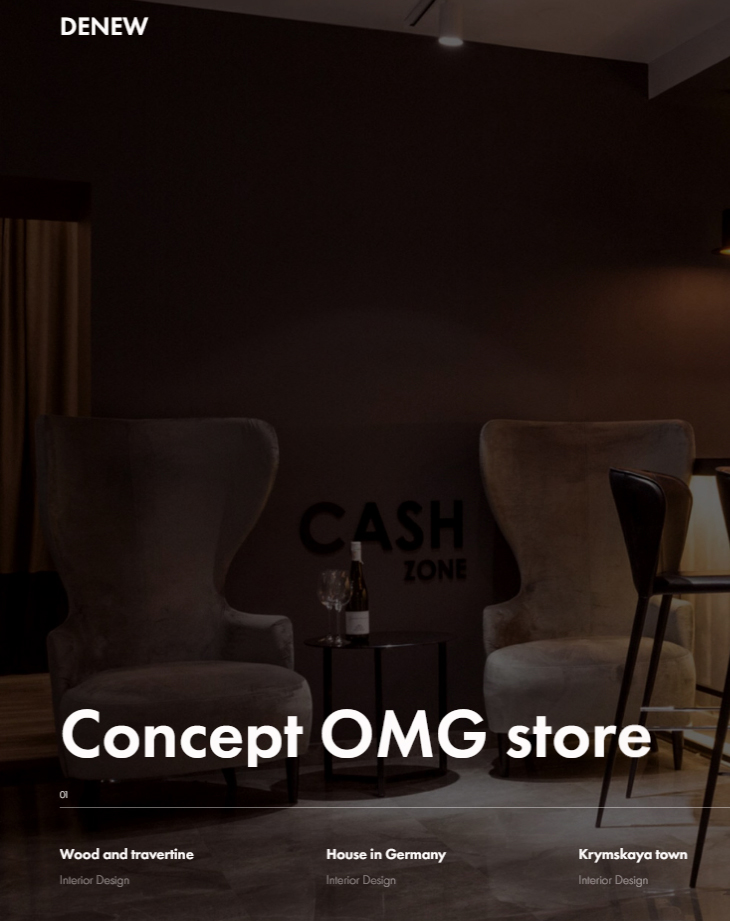 DENEW
CASH
ZONE
Concept OMG store
01
Wood and travertine
House in Germany
Krymskaya town
Interior Design
Interior Design
Interior Design